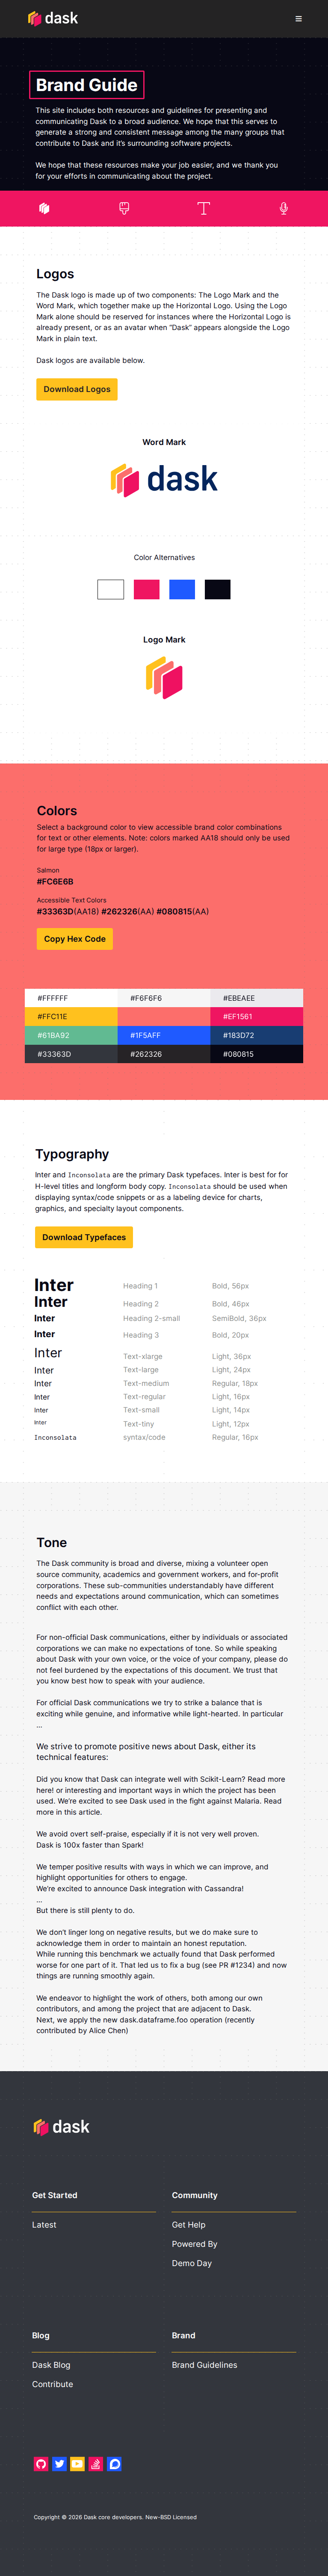 dask
Brand Guide
This site includes both resources and guidelines for presenting and
communicating Dask to a broad audience. We hope that this serves to
generate a strong and consistent message among the many groups that
contribute to Dask and it's surrounding software projects.
We hope that these resources make your job easier, and we thank you
for your efforts in communicating about the project.
Logos
The Dask logo is made up of two components: The Logo Mark and the
Word Mark, which together make up the Horizontal Logo. Using the Logo
Mark alone should be reserved for instances where the Horizontal Logo is
already present, or as an avatar when “Dask” appears alongside the Logo
Mark in plain text.
Dask logos are available below.
Download Logos
Word Mark
dask
Color Alternatives
Logo Mark
Colors
Select a background color to view accessible brand color combinations
for text or other elements. Note: colors marked AA18 should only be used
for large type (18px or larger).
Salmon
#FC6E6B
Accessible Text Colors
#33363D(AA18) #262326(AA) #080815(AA)
Copy Hex Code
#FFFFFF #F6F6F6 #EBEAEE
#FFC11E #EF1561
#61BA92 #1F5AFF #183D72
#33363D #262326 #080815
Typography
Inter and Inconsolata are the primary Dask typefaces. Inter is best for for
H-level titles and longform body copy. Inconsolata should be used when
displaying syntax/code snippets or as a labeling device for charts,
graphics, and specialty layout components.
Download Typefaces
Inter Heading 1 Bold, 56px
Inter Heading 2 Bold, 46px
Inter Heading 2-small SemiBold, 36px
Inter Heading 3 Bold, 20px
Inter Text-xlarge Light, 36px
Inter Text-large Light, 24px
Inter Text-medium Regular, 18px
Inter Text-regular Light, 16px
Inter Text-small Light, 14px
Inter Text-tiny Light, 12px
Inconsolata syntax/code Regular, 16px
Tone
The Dask community is broad and diverse, mixing a volunteer open
source community, academics and government workers, and for-profit
corporations. These sub-communities understandably have different
needs and expectations around communication, which can sometimes
conflict with each other.
For non-official Dask communications, either by individuals or associated
corporations we can make no expectations of tone. So while speaking
about Dask with your own voice, or the voice of your company, please do
not feel burdened by the expectations of this document. We trust that
you know best how to speak with your audience.
For official Dask communications we try to strike a balance that is
exciting while genuine, and informative while light-hearted. In particular
...
We strive to promote positive news about Dask, either its
technical features:
Did you know that Dask can integrate well with Scikit-Learn? Read more
here! or interesting and important ways in which the project has been
used. We're excited to see Dask used in the fight against Malaria. Read
more in this article.
We avoid overt self-praise, especially if it is not very well proven.
Dask is 100x faster than Spark!
We temper positive results with ways in which we can improve, and
highlight opportunities for others to engage.
We're excited to announce Dask integration with Cassandra!
...
But there is still plenty to do.
We don't linger long on negative results, but we do make sure to
acknowledge them in order to maintain an honest reputation.
While running this benchmark we actually found that Dask performed
worse for one part of it. That led us to fix a bug (see PR #1234) and now
things are running smoothly again.
We endeavor to highlight the work of others, both among our own
contributors, and among the project that are adjacent to Dask.
Next, we apply the new dask.dataframe.foo operation (recently
contributed by Alice Chen)
dask
Get Started
Latest
Community
Get Help
Powered By
Demo Day
Blog
Dask Blog
Contribute
Brand
Brand Guidelines
Copyright © 2026 Dask core developers. New-BSD Licensed